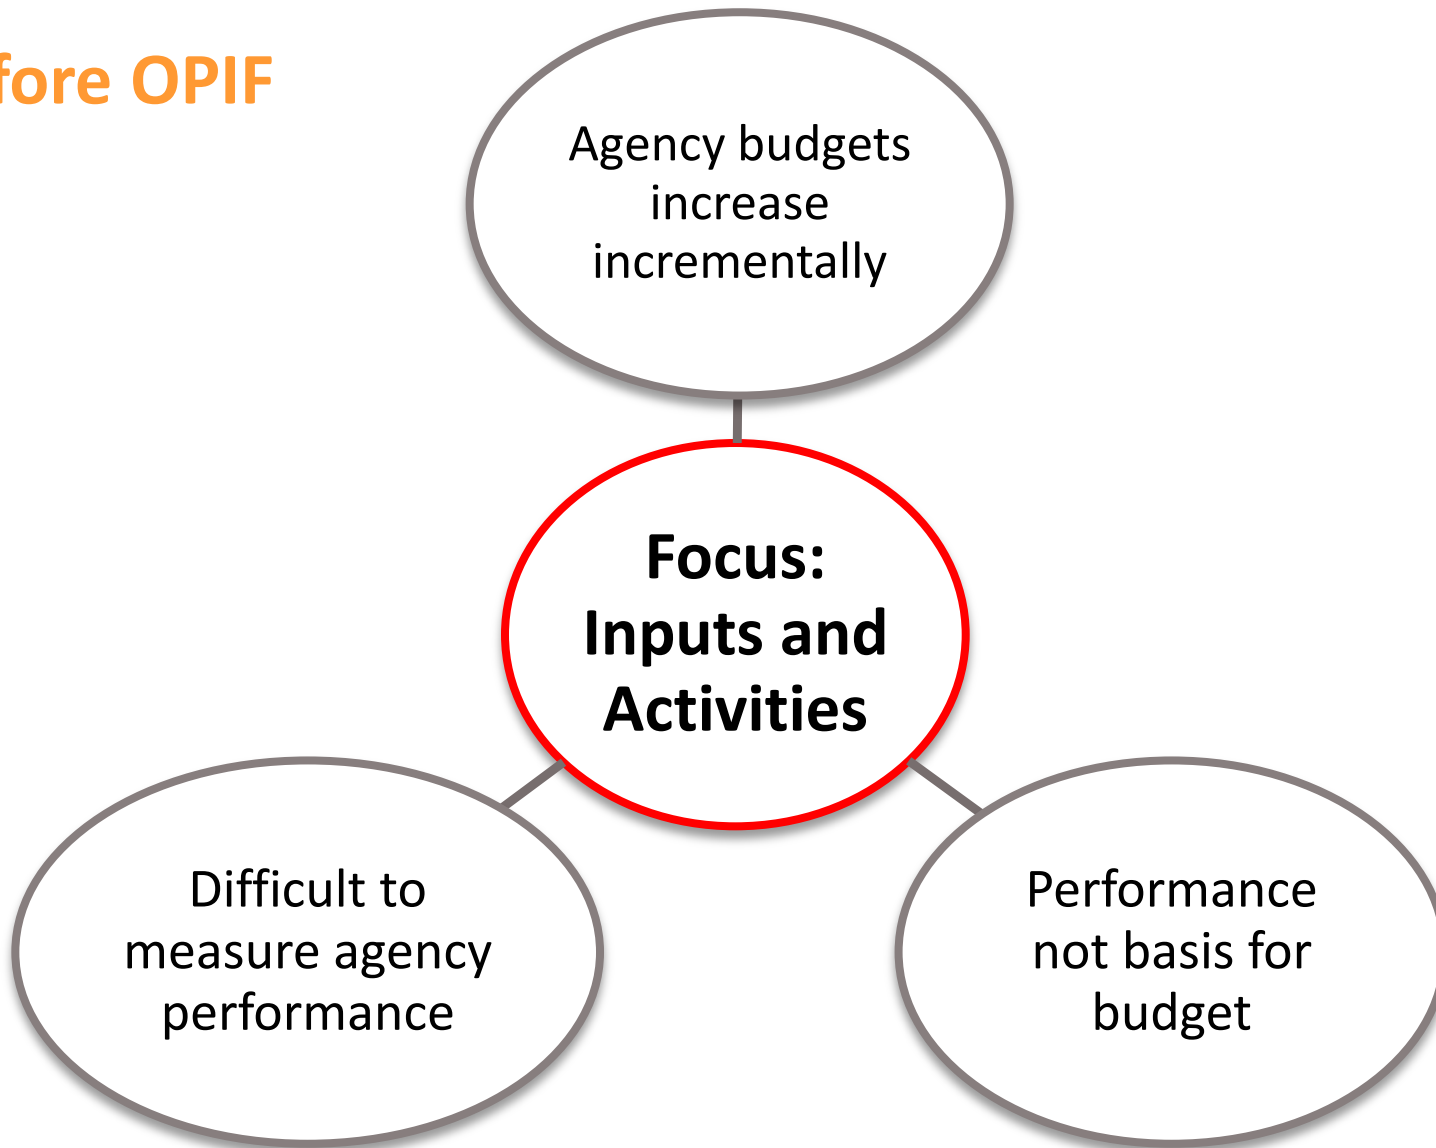 fore OPIF
Agency budgets
increase
incrementally
Focus:
Inputs and
Activities
Difficult to
measure agency
performance
Performance
not basis for
budget